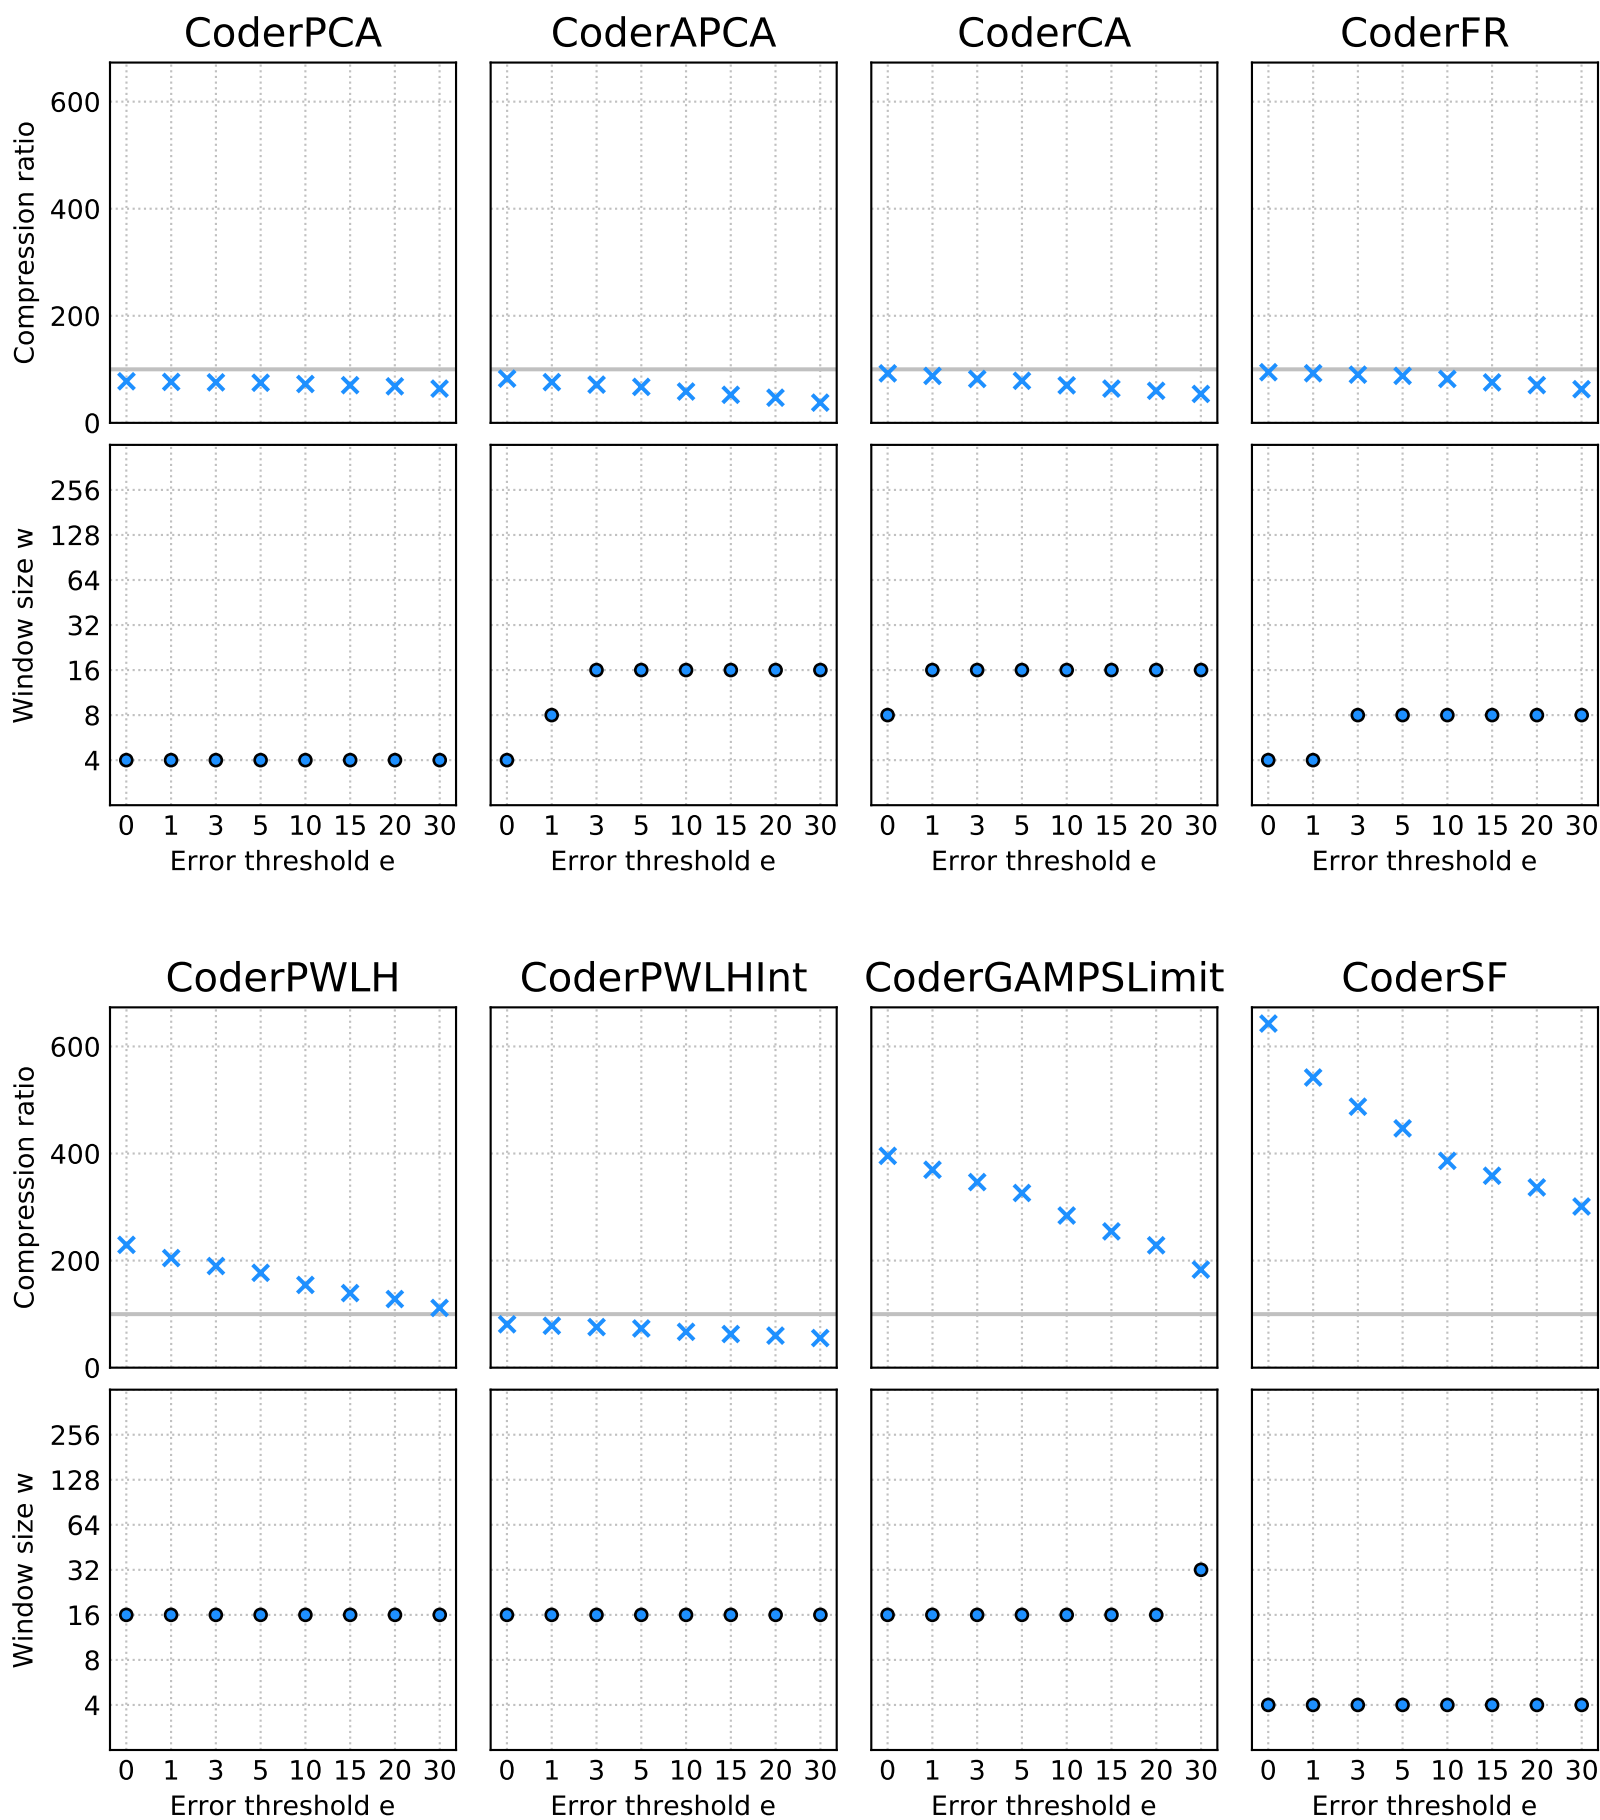 CoderPCA CoderAPCA CoderCA CoderFR
Compression ratio
600
400
200
0
Window size w
256
128
64
32
16
8
4
0 1 3 5 10 15 20 30 0 1 3 5 10 15 20 30 0 1 3 5 10 15 20 30 0 1 3 5 10 15 20 30
Error threshold e Error threshold e Error threshold e Error threshold e
CoderPWLH CoderPWLHInt CoderGAMPSLimit CoderSF
Compression ratio
600
400
200
0
Window size w
256
128
64
32
16
8
4
0 1 3 5 10 15 20 30 0 1 3 5 10 15 20 30 0 1 3 5 10 15 20 30 0 1 3 5 10 15 20 30
Error threshold e Error threshold e Error threshold e Error threshold e